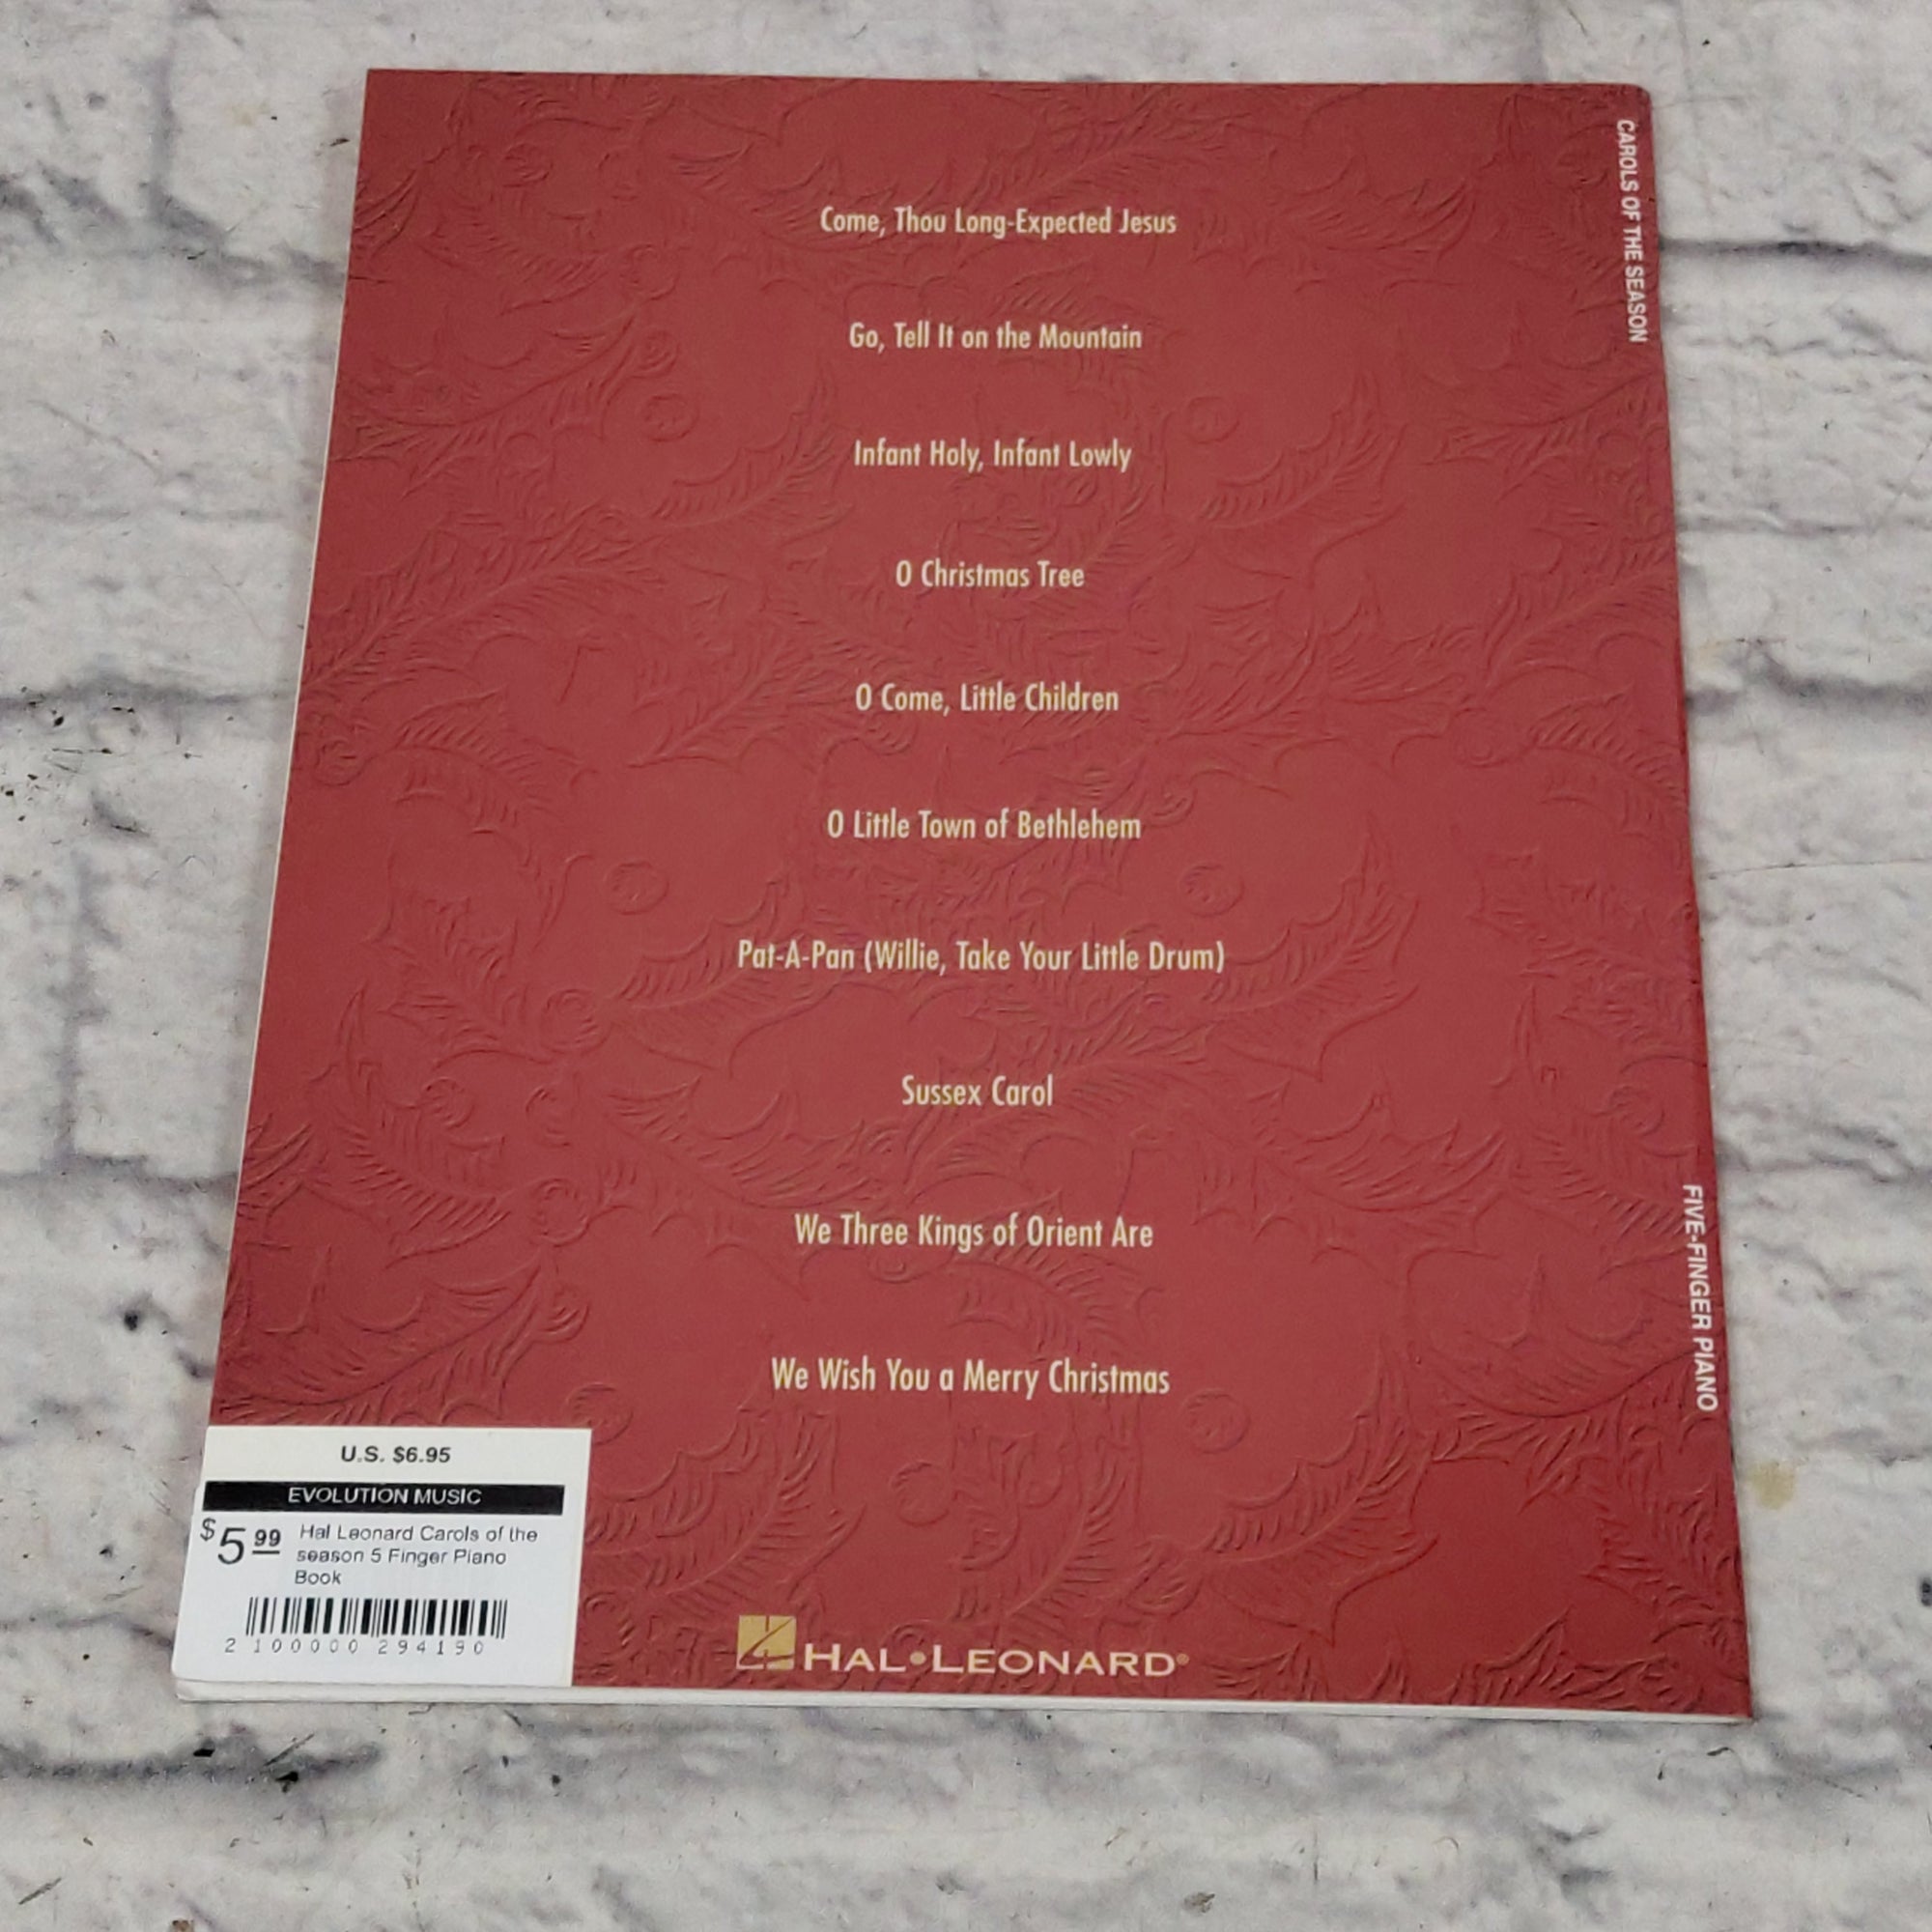 CAROLS OF THE SEASON
Come, Thou Long-Expected Jesus
Go, Tell It on the Mountain
Infant Holy, Infant Lowly
O Christmas Tree
O Come, Little Children
O Little Town of Bethlehem
Pat-A-Pan (Willie, Take Your Little Drum)
Sussex Carol
We Three Kings of Orient Are
We Wish You a Merry Christmas
FIVE-FINGER PIANO
U.S. $6.95
EVOLUTION MUSIC
$5.99
Hal Leonard Carols of the
season 5 Finger Piano
Book
2 100000 294190
HAL•LEONARD®